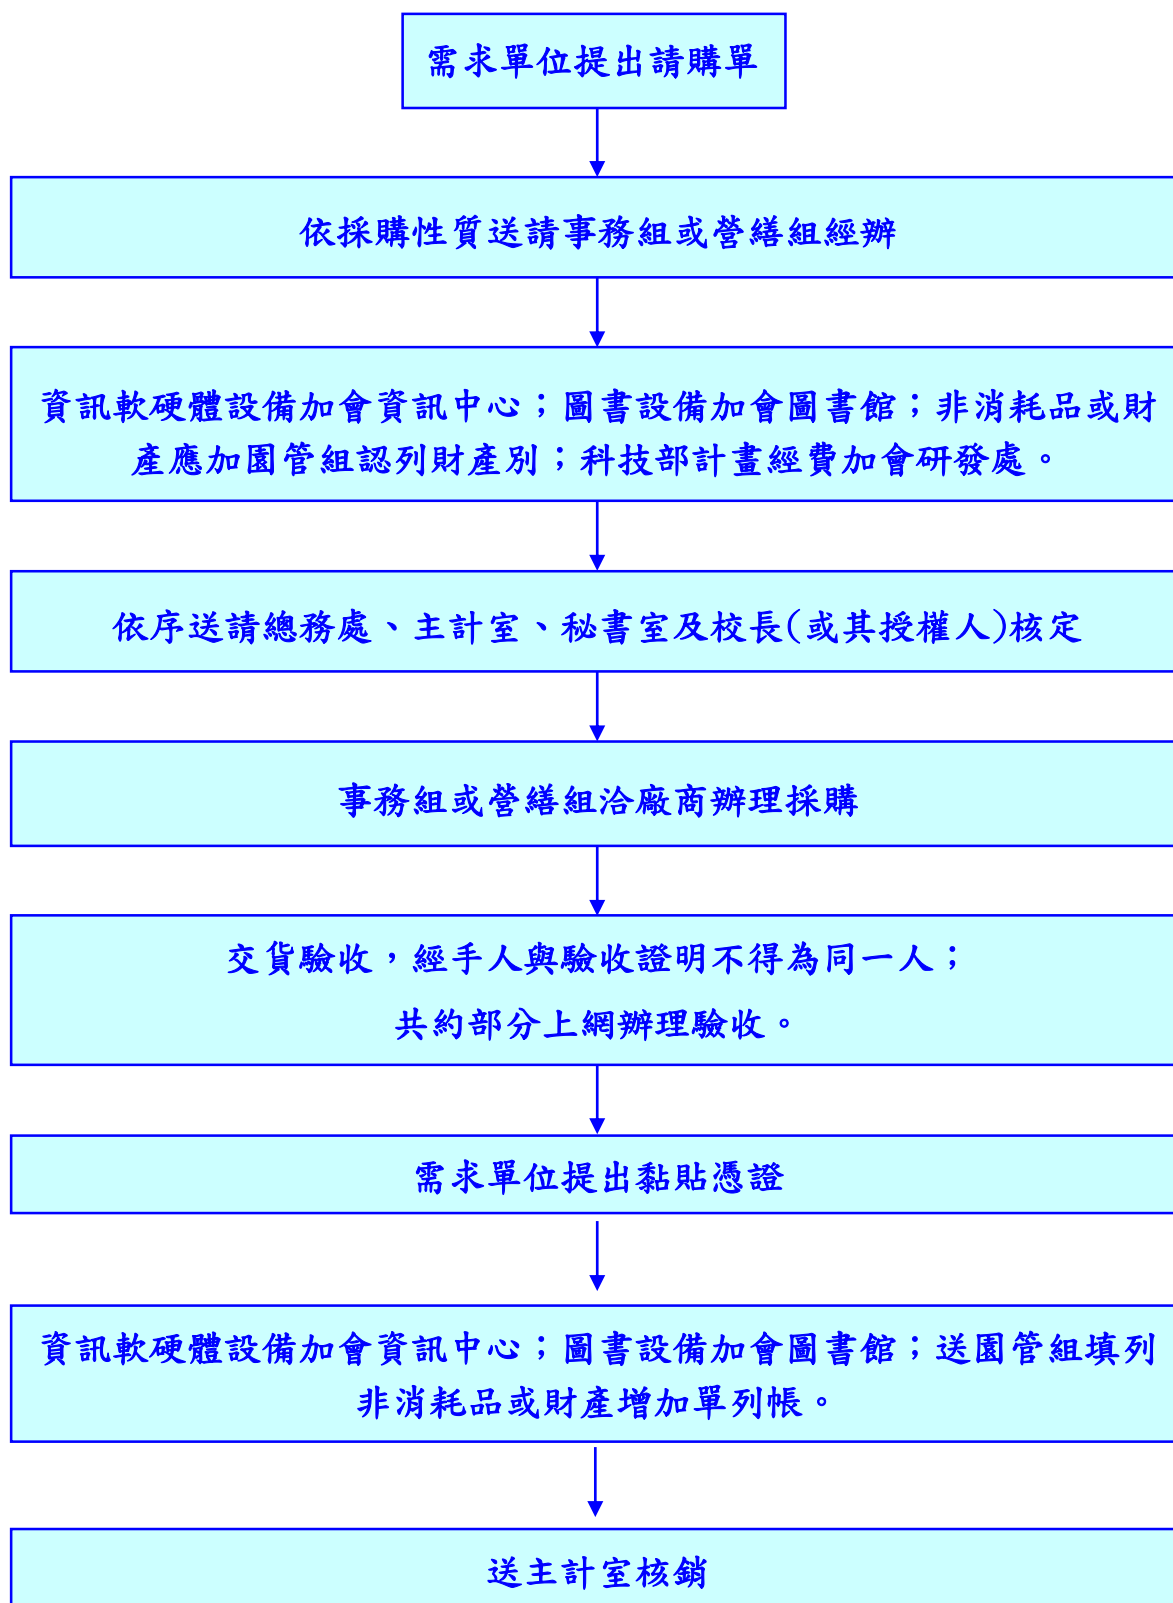 需求單位提出請購單
依採購性質送請事務組或營繕組經辦
資訊軟硬體設備加會資訊中心；圖書設備加會圖書館；非消耗品或財
產應加園管組認列財產別；科技部計畫經費加會研發處。
依序送請總務處、主計室、秘書室及校長(或其授權人)核定
事務組或營繕組洽廠商辦理採購
交貨驗收，經手人與驗收證明不得為同一人；
共約部分上網辦理驗收。
需求單位提出黏貼憑證
資訊軟硬體設備加會資訊中心；圖書設備加會圖書館；送園管組填列
非消耗品或財產增加單列帳。
送主計室核銷